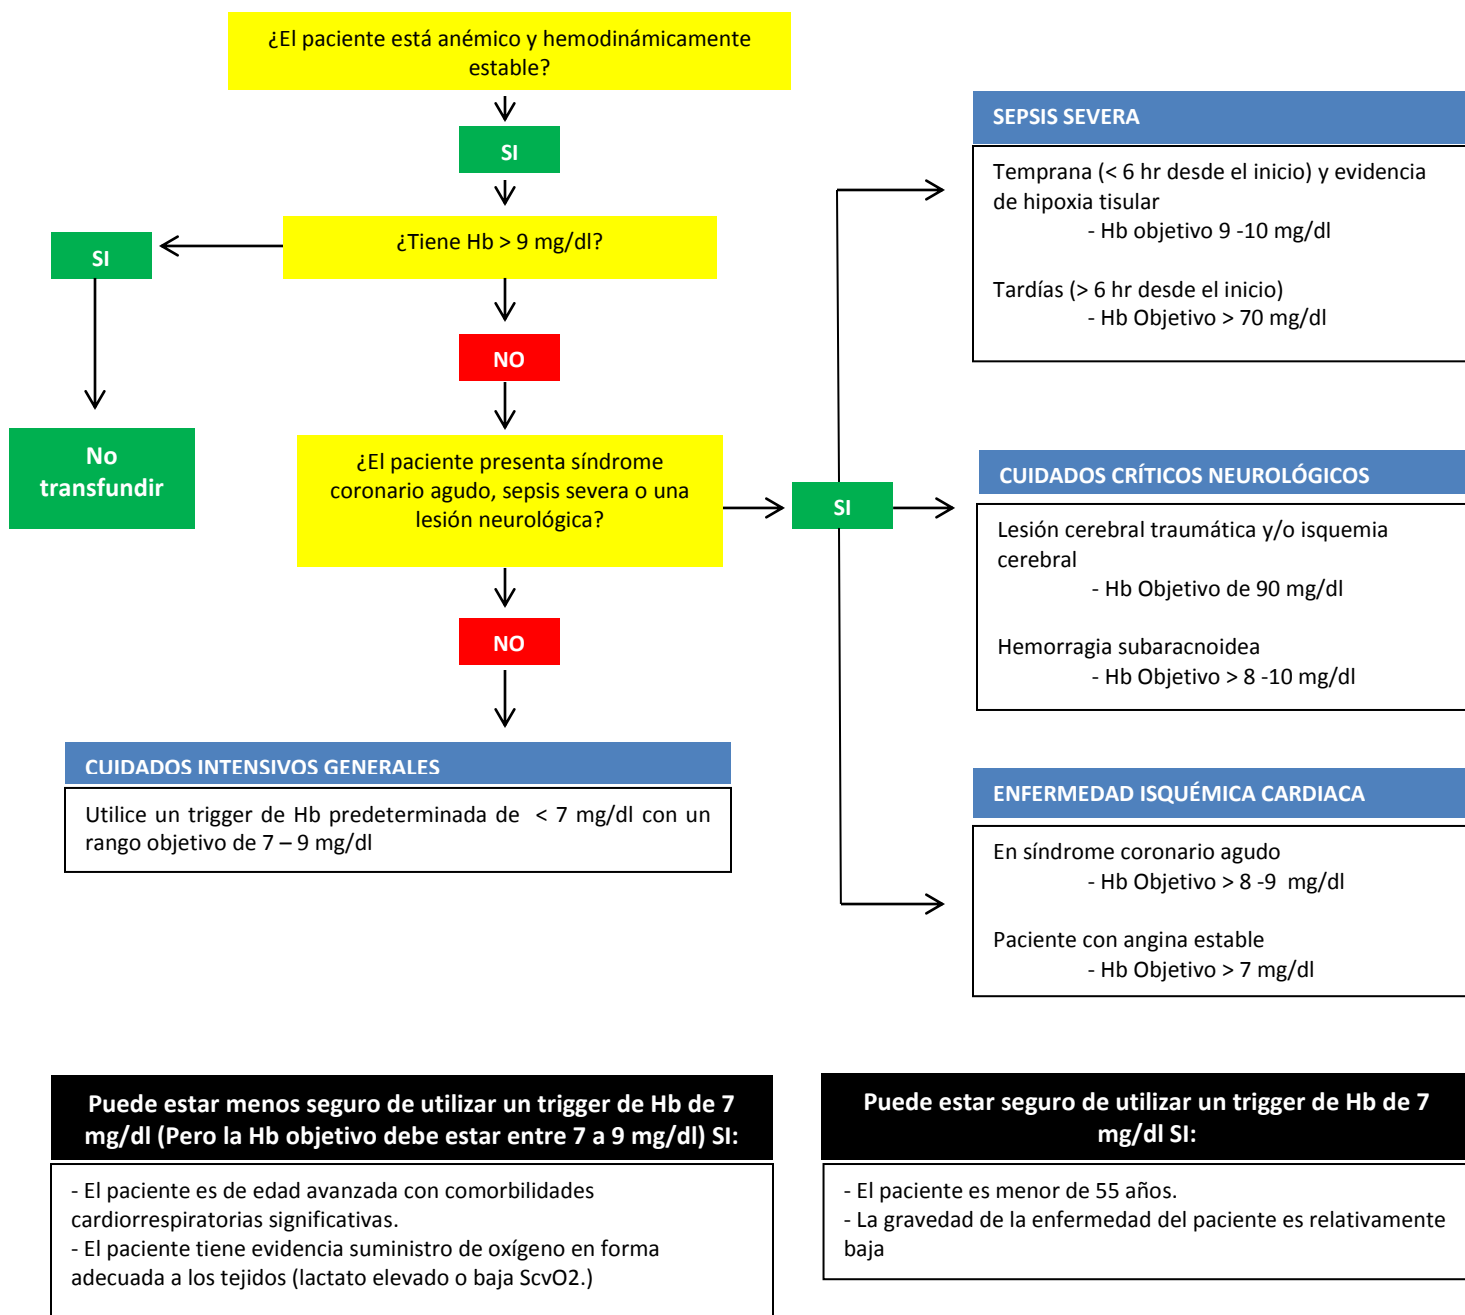 ¿El paciente está anémico y hemodinámicamente
estable?
SI
¿Tiene Hb > 9 mg/dl?
SI
NO
No
transfundir
¿El paciente presenta síndrome
coronario agudo, sepsis severa o una
lesión neurológica?
SI
NO
CUIDADOS INTENSIVOS GENERALES
Utilice un trigger de Hb predeterminada de < 7 mg/dl con un
rango objetivo de 7 – 9 mg/dl
SEPSIS SEVERA
Temprana (< 6 hr desde el inicio) y evidencia
de hipoxia tisular
- Hb objetivo 9 -10 mg/dl
Tardías (> 6 hr desde el inicio)
- Hb Objetivo > 70 mg/dl
CUIDADOS CRÍTICOS NEUROLÓGICOS
Lesión cerebral traumática y/o isquemia
cerebral
- Hb Objetivo de 90 mg/dl
Hemorragia subaracnoidea
- Hb Objetivo > 8 -10 mg/dl
ENFERMEDAD ISQUÉMICA CARDIACA
En síndrome coronario agudo
- Hb Objetivo > 8 -9 mg/dl
Paciente con angina estable
- Hb Objetivo > 7 mg/dl
Puede estar menos seguro de utilizar un trigger de Hb de 7
mg/dl (Pero la Hb objetivo debe estar entre 7 a 9 mg/dl) SI:
- El paciente es de edad avanzada con comorbilidades
cardiorrespiratorias significativas.
- El paciente tiene evidencia suministro de oxígeno en forma
adecuada a los tejidos (lactato elevado o baja ScvO2.)
Puede estar seguro de utilizar un trigger de Hb de 7
mg/dl SI:
- El paciente es menor de 55 años.
- La gravedad de la enfermedad del paciente es relativamente
baja